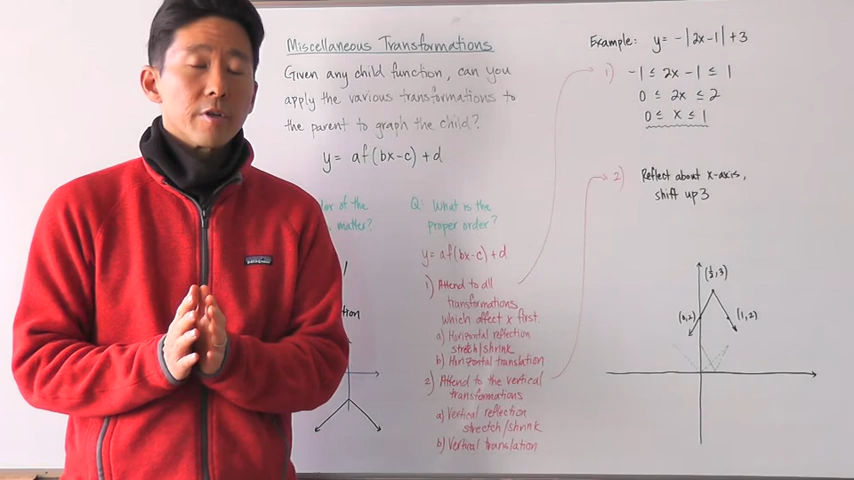 Miscellaneous Transformations
Given any child function, can you
apply the various transformations to
the parent to graph the child?
y = af(bx-c) + d
of the
matter?
Q: What is the
proper order?
y = af(bx-c) + d
1) Attend to all
transformations
which affect x first.
a) Horizontal reflection
stretch/shrink
b) Horizontal translation
2) Attend to the vertical
transformations
a) Vertical reflection
stretch/shrink
b) Vertical translation
Example: y = -|2x-1| + 3
1) -1 ≤ 2x - 1 ≤ 1
0 ≤ 2x ≤ 2
0 ≤ x ≤ 1
2) Reflect about x-axis,
shift up 3
(½, 3)
(0, 2)
(1, 2)
patagonia